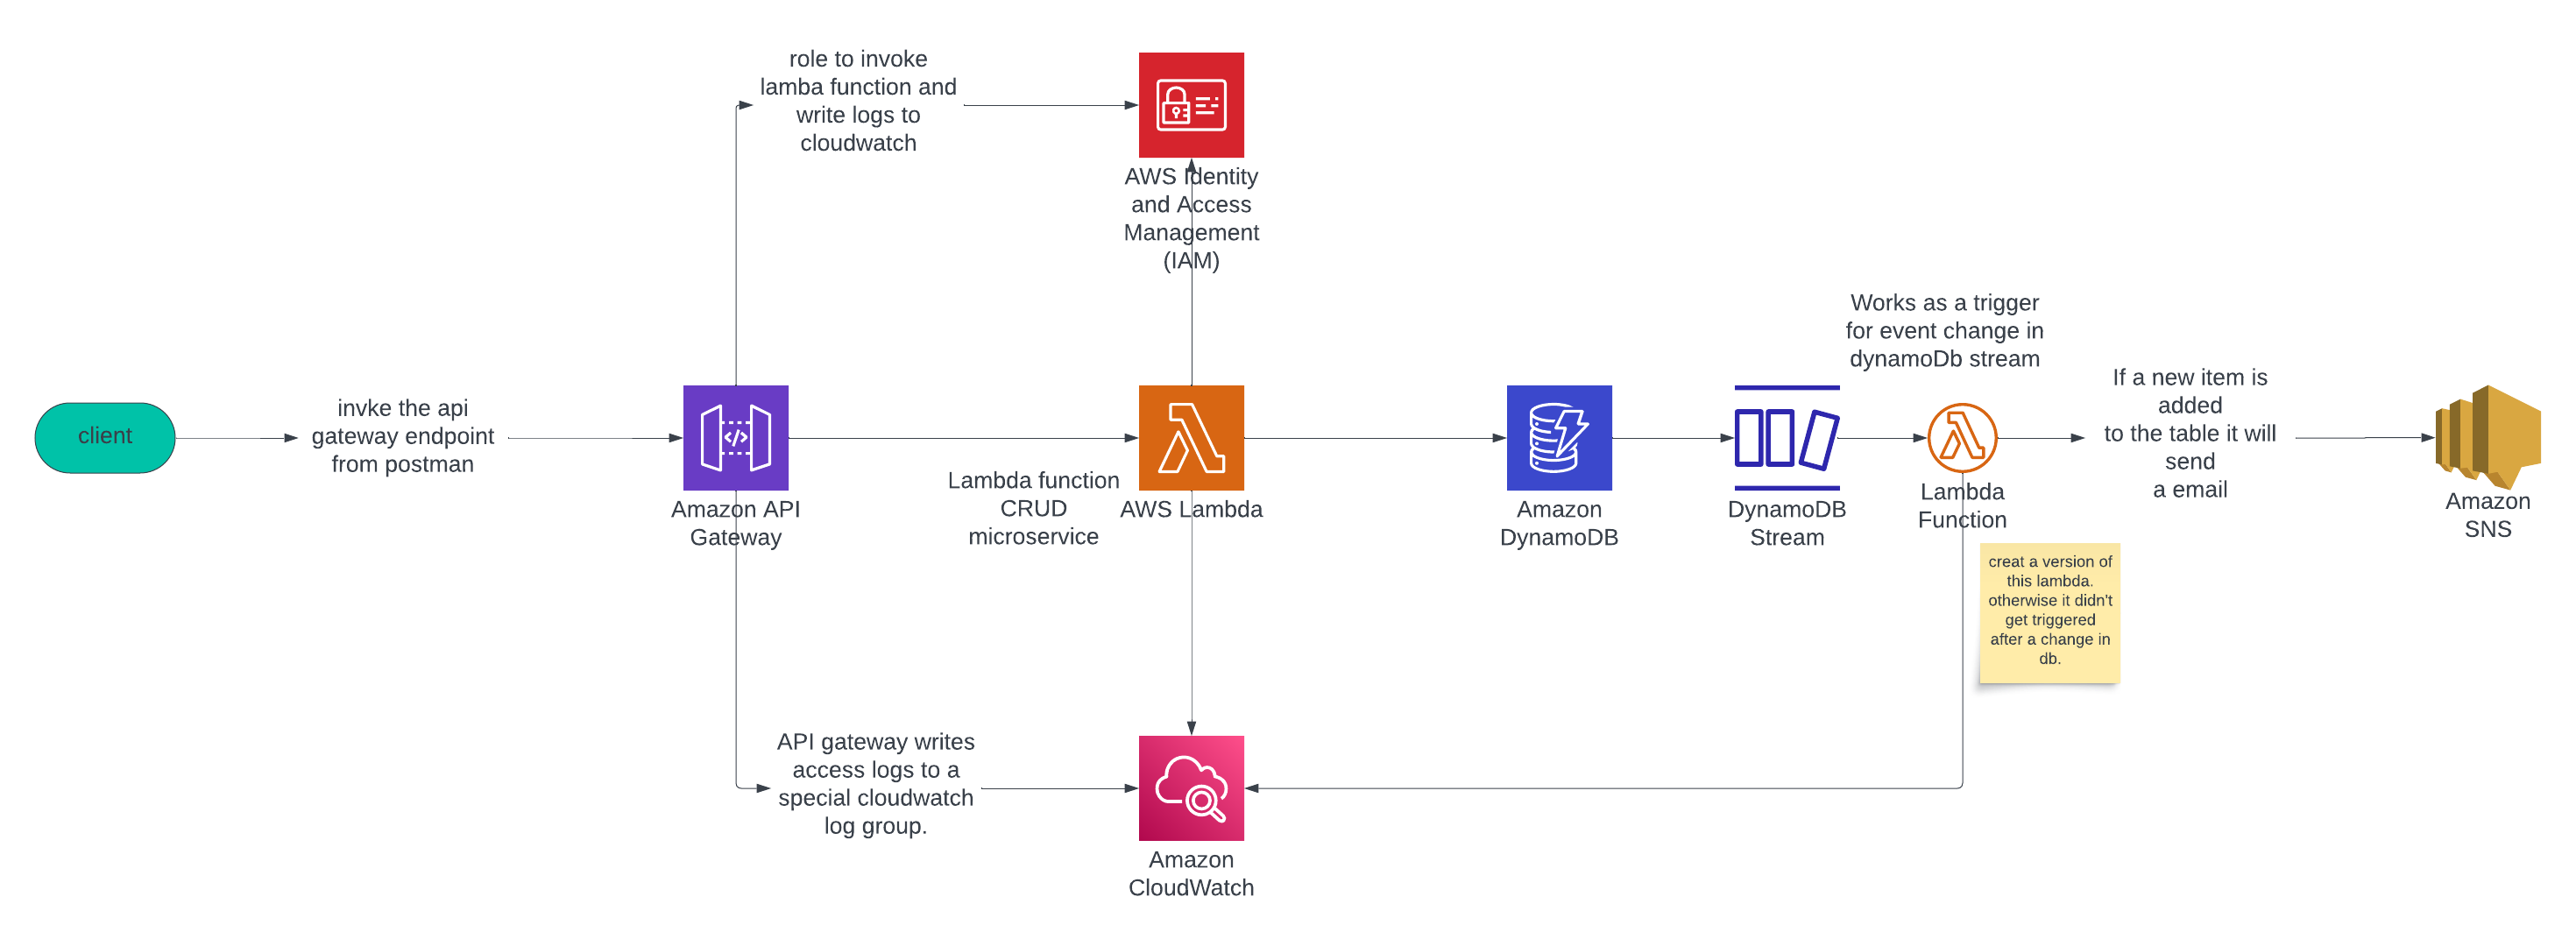 role to invoke
lamba function and
write logs to
cloudwatch
AWS Identity
and Access
Management
(IAM)
client
invke the api
gateway endpoint
from postman
Amazon API
Gateway
Lambda function
CRUD
microservice
AWS Lambda
Amazon
DynamoDB
DynamoDB
Stream
Works as a trigger
for event change in
dynamoDb stream
Lambda
Function
If a new item is
added
to the table it will
send
a email
Amazon
SNS
creat a version of
this lambda.
otherwise it didn't
get triggered
after a change in
db.
API gateway writes
access logs to a
special cloudwatch
log group.
Amazon
CloudWatch